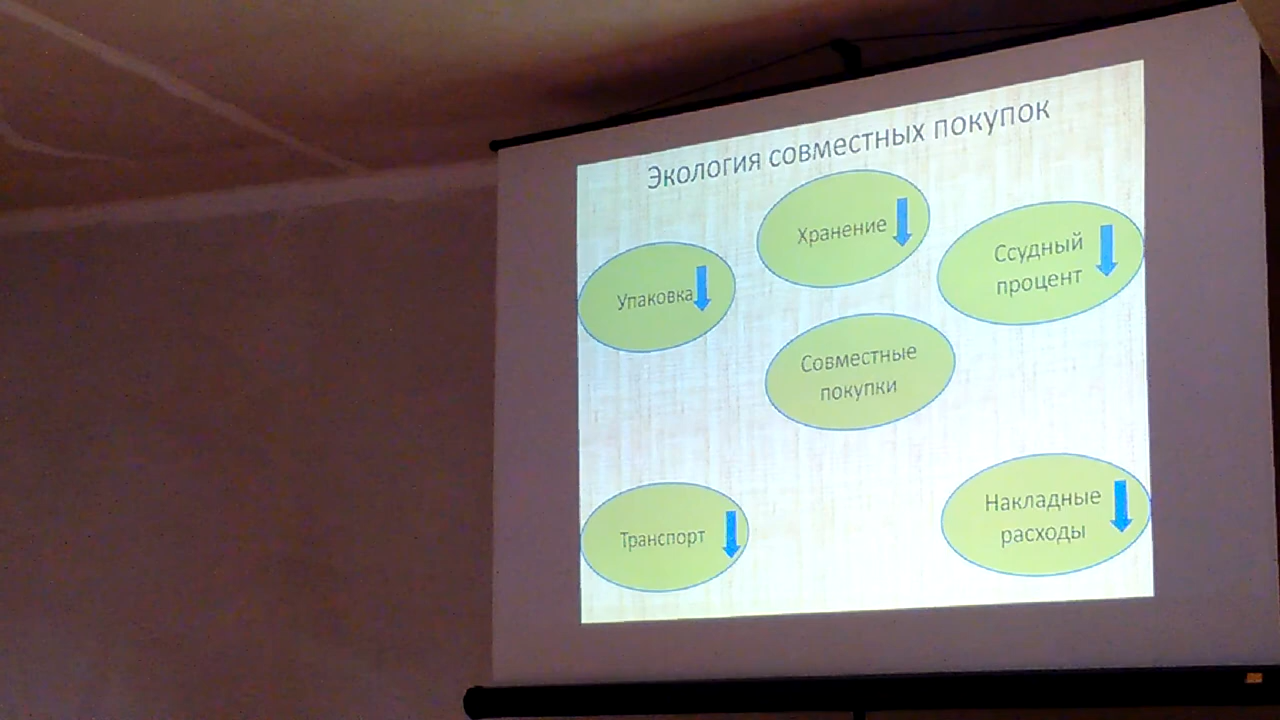 Экология совместных покупок
Хранение
Ссудный
процент
Упаковка
Совместные
покупки
Транспорт
Накладные
расходы